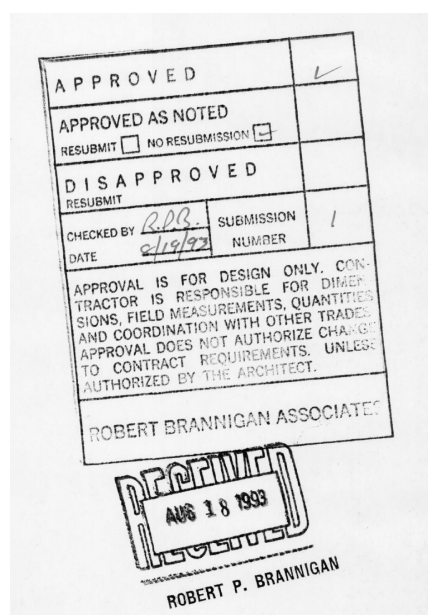 APPROVED ✓
APPROVED AS NOTED
RESUBMIT ☐ NO RESUBMISSION ☑
DISAPPROVED
RESUBMIT
CHECKED BY R.P.B. SUBMISSION NUMBER 1
DATE 8/19/93
APPROVAL IS FOR DESIGN ONLY. CON-
TRACTOR IS RESPONSIBLE FOR DIMEN-
SIONS, FIELD MEASUREMENTS, QUANTITIES
AND COORDINATION WITH OTHER TRADES
APPROVAL DOES NOT AUTHORIZE CHANGE
TO CONTRACT REQUIREMENTS. UNLESS
AUTHORIZED BY THE ARCHITECT.
ROBERT BRANNIGAN ASSOCIATES
RECEIVED
AUG 18 1993
RECEIVED
ROBERT P. BRANNIGAN